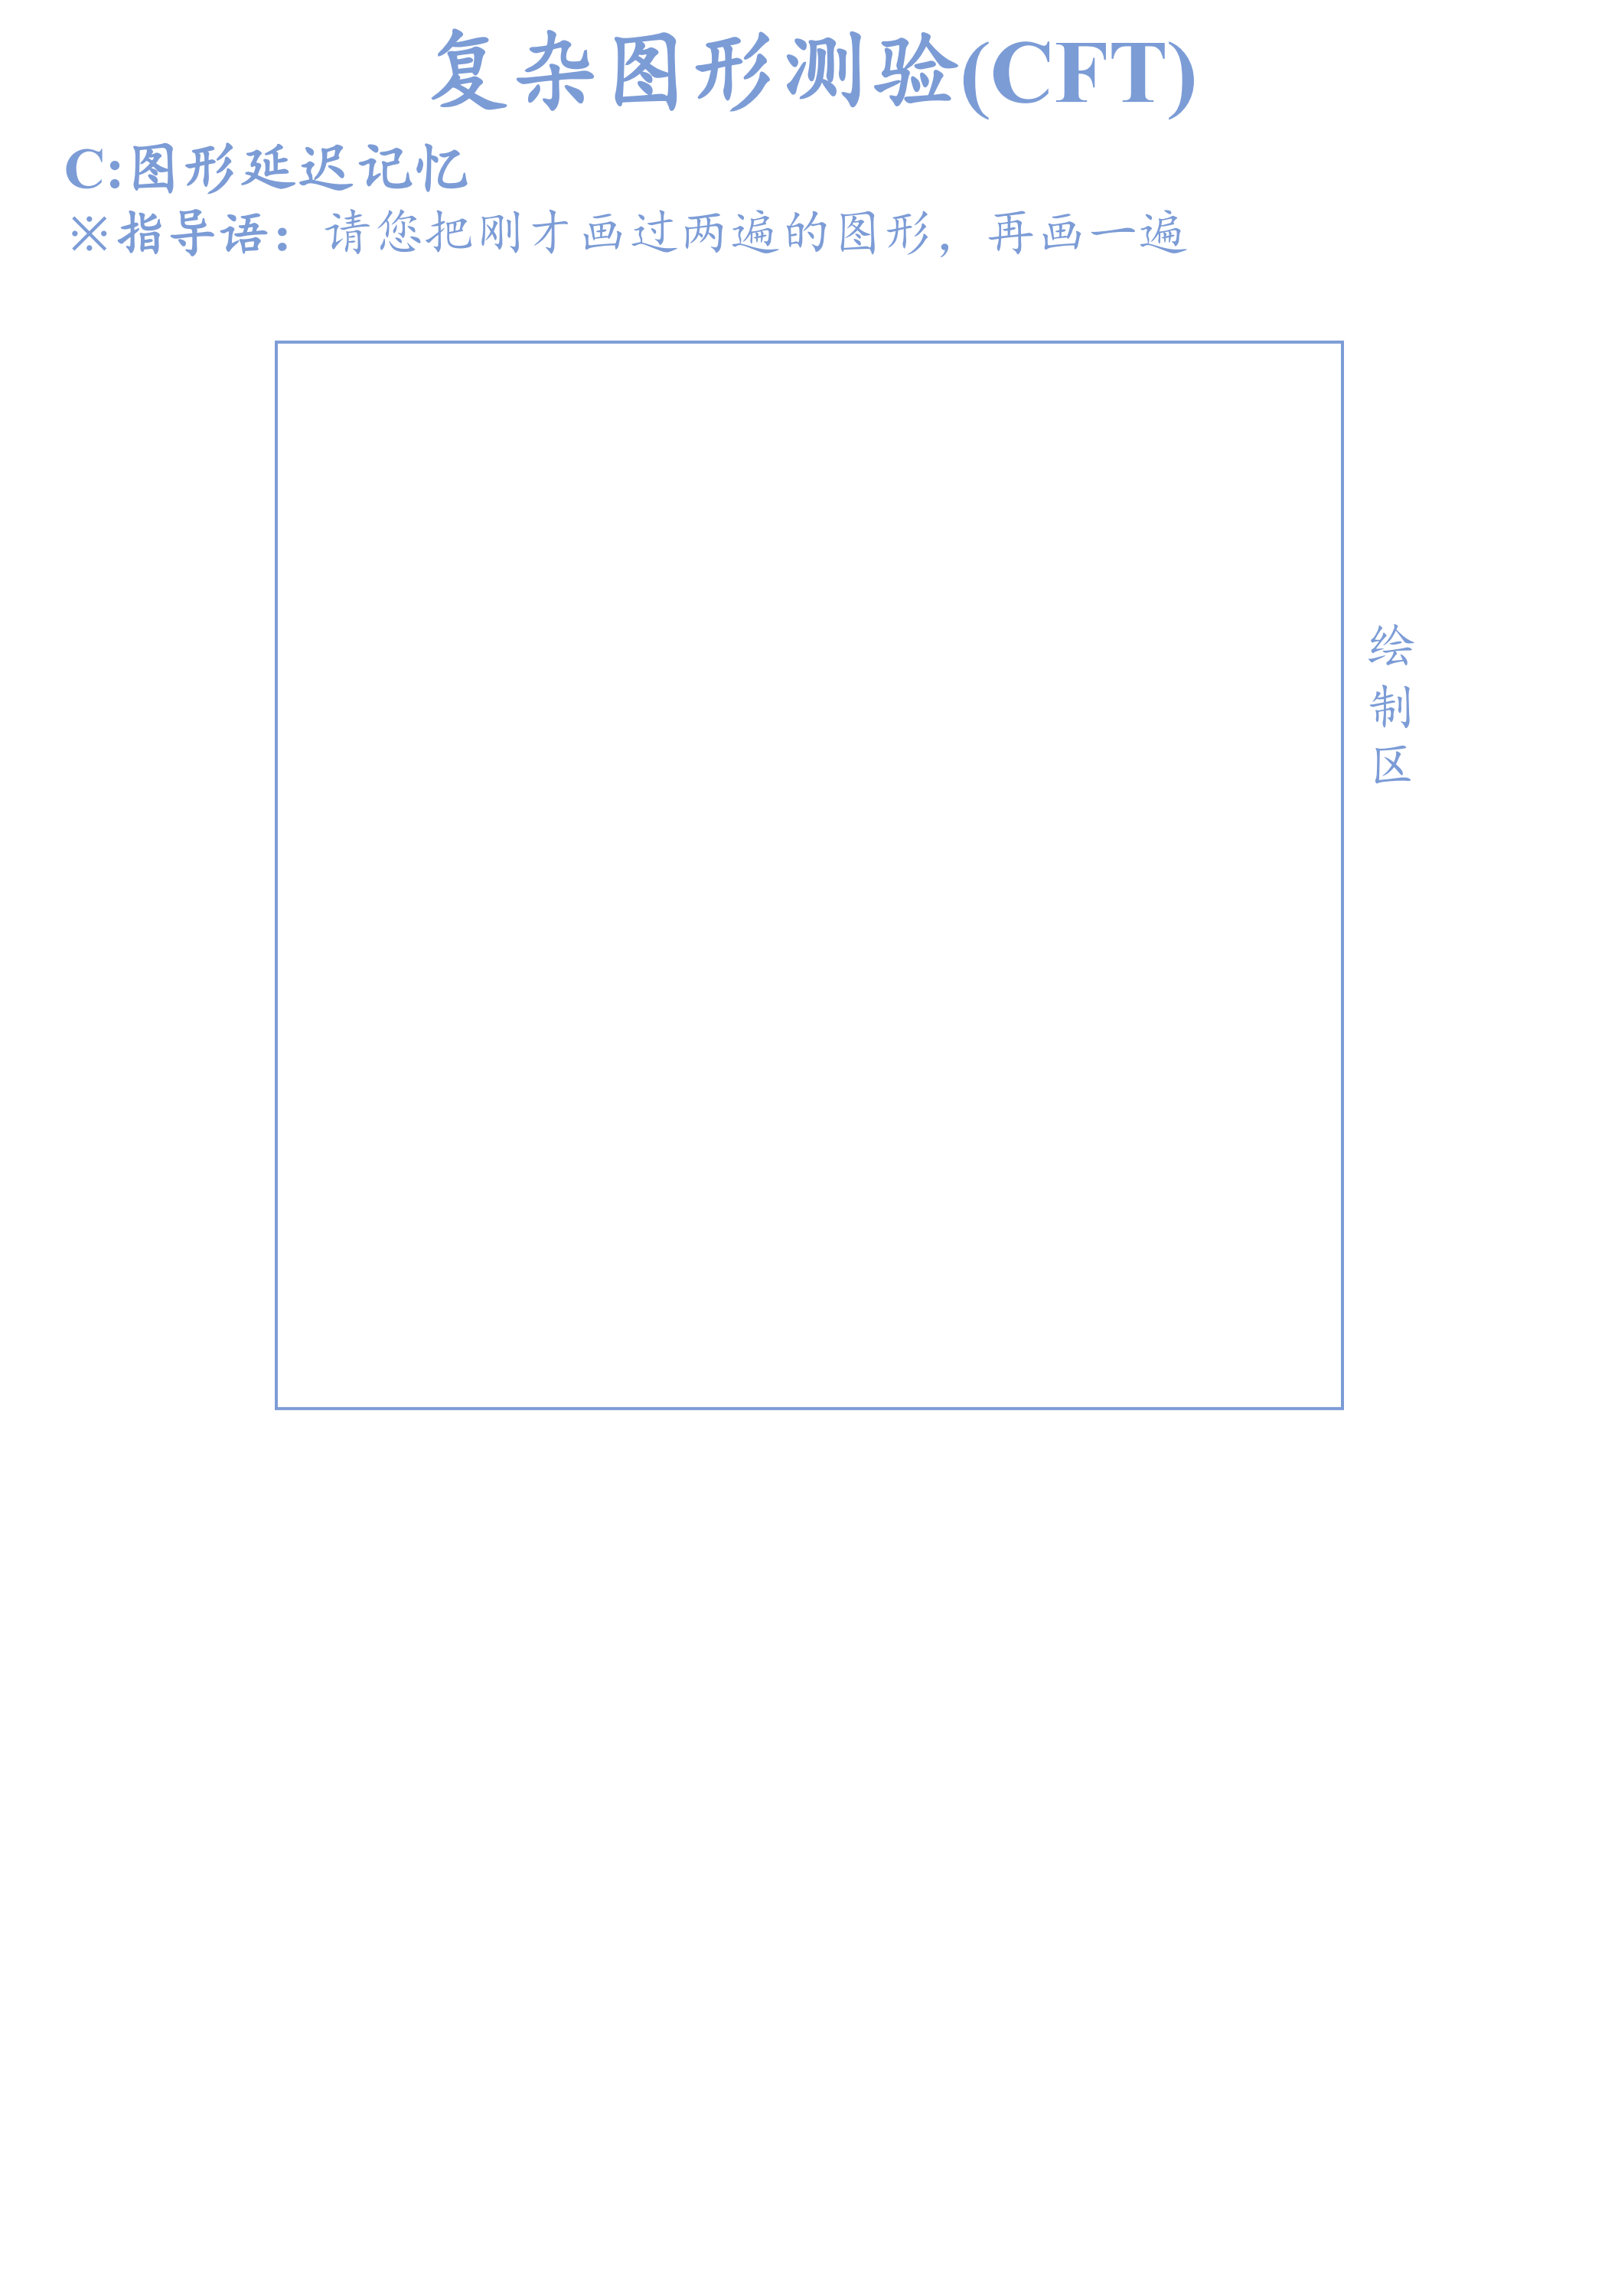 复杂图形测验(CFT)
C:图形延迟记忆
※指导语：请您把刚才画过两遍的图形，再画一遍
绘
制
区